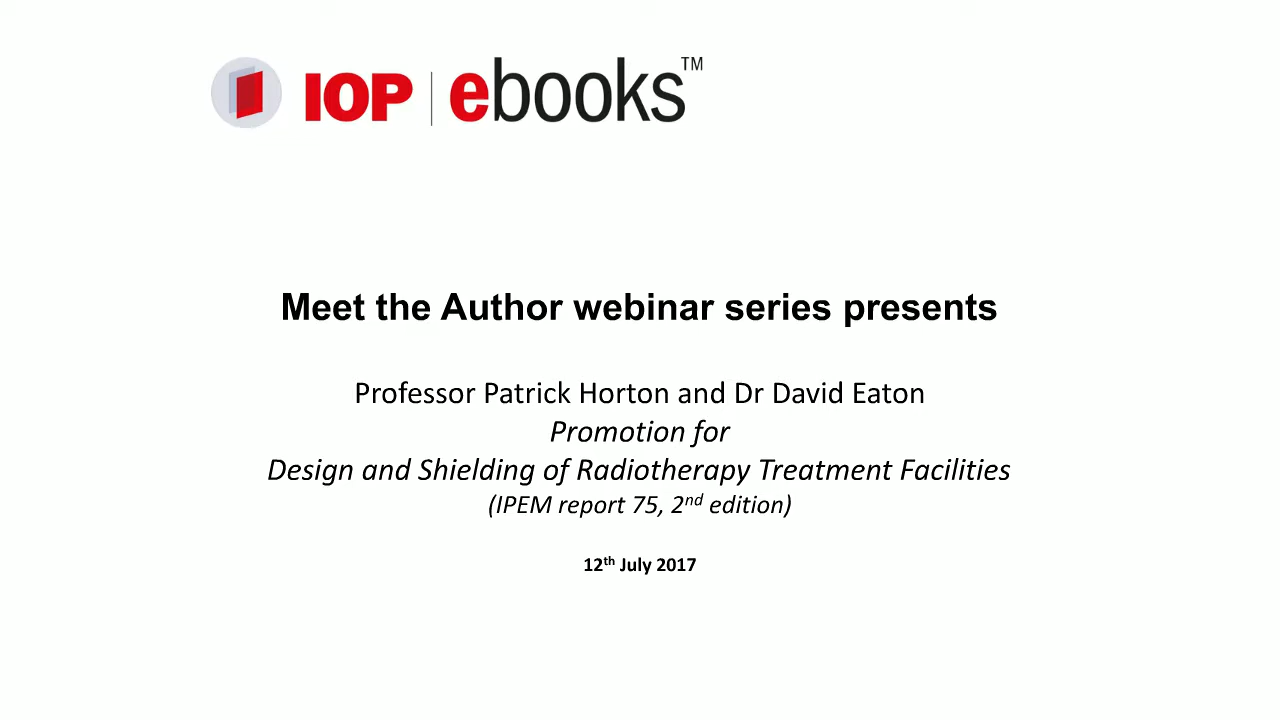 IOP | ebooks™
Meet the Author webinar series presents
Professor Patrick Horton and Dr David Eaton
Promotion for
Design and Shielding of Radiotherapy Treatment Facilities
(IPEM report 75, 2nd edition)
12th July 2017